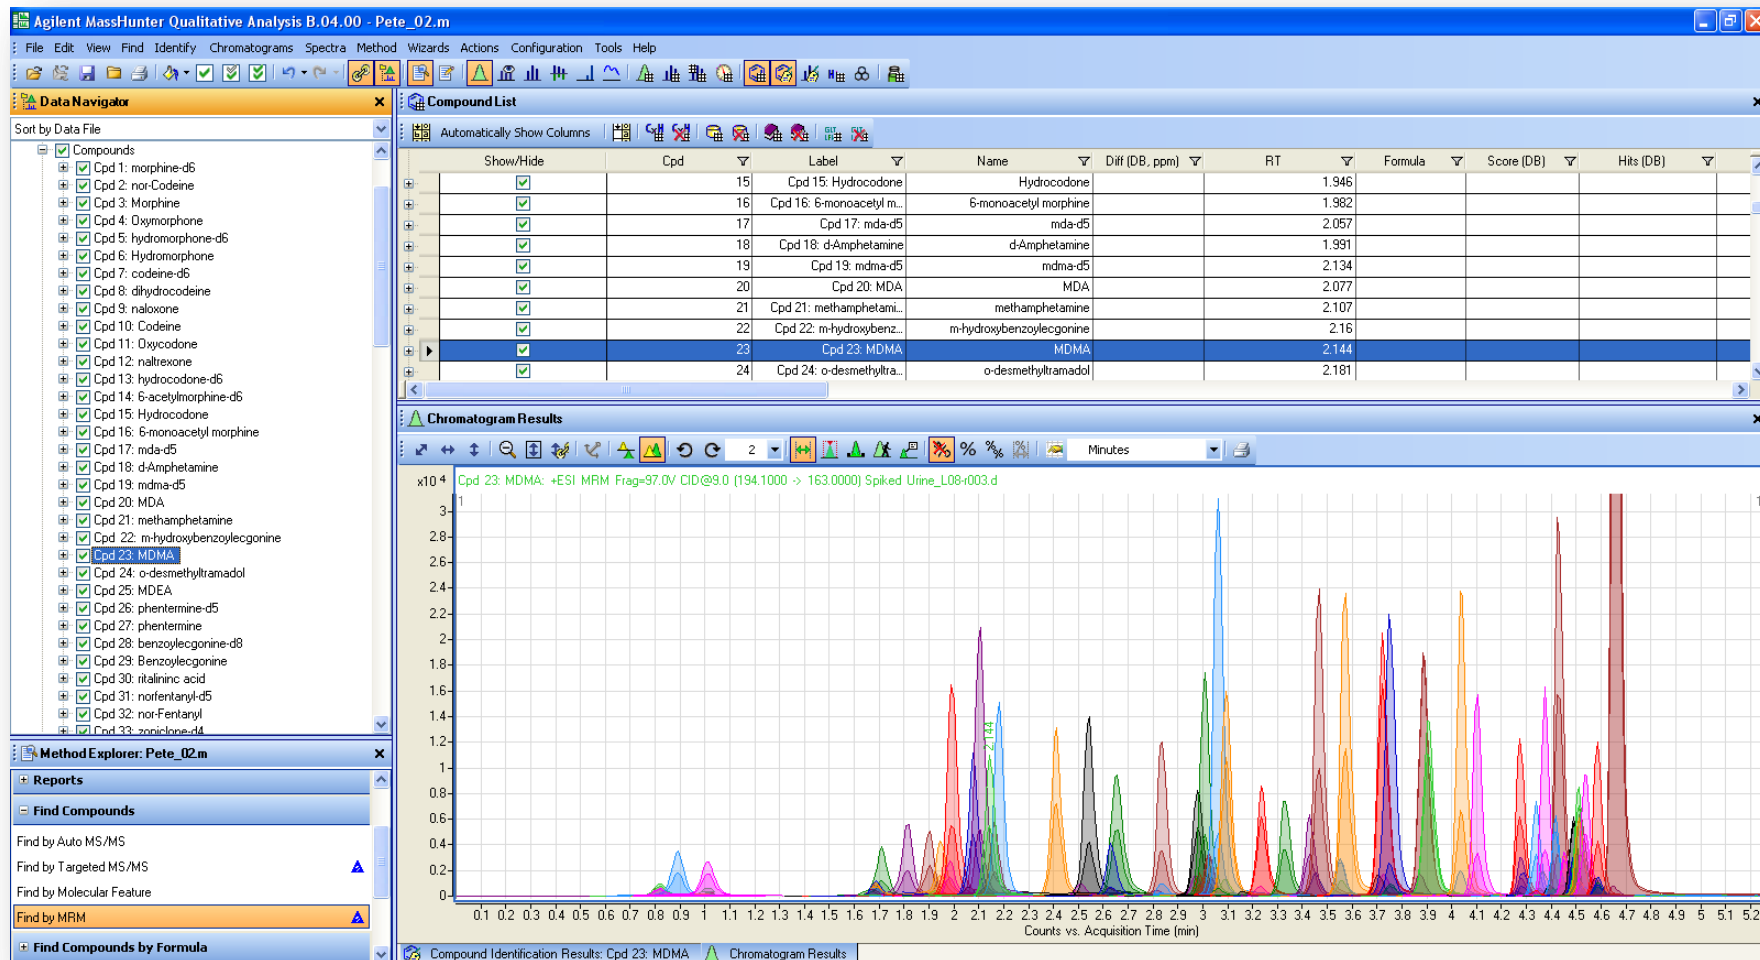 Agilent MassHunter Qualitative Analysis B.04.00 - Pete_02.m
File Edit View Find Identify Chromatograms Spectra Method Wizards Actions Configuration Tools Help
Data Navigator
Sort by Data File
Compounds
Cpd 1: morphine-d6
Cpd 2: nor-Codeine
Cpd 3: Morphine
Cpd 4: Oxymorphone
Cpd 5: hydromorphone-d6
Cpd 6: Hydromorphone
Cpd 7: codeine-d6
Cpd 8: dihydrocodeine
Cpd 9: naloxone
Cpd 10: Codeine
Cpd 11: Oxycodone
Cpd 12: naltrexone
Cpd 13: hydrocodone-d6
Cpd 14: 6-acetylmorphine-d6
Cpd 15: Hydrocodone
Cpd 16: 6-monoacetyl morphine
Cpd 17: mda-d5
Cpd 18: d-Amphetamine
Cpd 19: mdma-d5
Cpd 20: MDA
Cpd 21: methamphetamine
Cpd 22: m-hydroxybenzoylecgonine
Cpd 23: MDMA
Cpd 24: o-desmethyltramadol
Cpd 25: MDEA
Cpd 26: phentermine-d5
Cpd 27: phentermine
Cpd 28: benzoylecgonine-d8
Cpd 29: Benzoylecgonine
Cpd 30: ritalininc acid
Cpd 31: norfentanyl-d5
Cpd 32: nor-Fentanyl
Cpd 33: zopiclone-d4
Method Explorer: Pete_02.m
Reports
Find Compounds
Find by Auto MS/MS
Find by Targeted MS/MS
Find by Molecular Feature
Find by MRM
Find Compounds by Formula
Compound List
Automatically Show Columns
Show/Hide Cpd Label Name Diff (DB, ppm) RT Formula Score (DB) Hits (DB)
15 Cpd 15: Hydrocodone Hydrocodone 1.946
16 Cpd 16: 6-monoacetyl m... 6-monoacetyl morphine 1.982
17 Cpd 17: mda-d5 mda-d5 2.057
18 Cpd 18: d-Amphetamine d-Amphetamine 1.991
19 Cpd 19: mdma-d5 mdma-d5 2.134
20 Cpd 20: MDA MDA 2.077
21 Cpd 21: methamphetami... methamphetamine 2.107
22 Cpd 22: m-hydroxybenz... m-hydroxybenzoylecgonine 2.16
23 Cpd 23: MDMA MDMA 2.144
24 Cpd 24: o-desmethyltra... o-desmethyltramadol 2.181
Chromatogram Results
2 Minutes
x10 4 Cpd 23: MDMA: +ESI MRM Frag=97.0V CID@9.0 (194.1000 -> 163.0000) Spiked Urine_L08-r003.d
1 1
3
2.8
2.6
2.4
2.2
2
1.8
1.6
1.4
1.2
1
0.8
0.6
0.4
0.2
0
2.144
0.1 0.2 0.3 0.4 0.5 0.6 0.7 0.8 0.9 1 1.1 1.2 1.3 1.4 1.5 1.6 1.7 1.8 1.9 2 2.1 2.2 2.3 2.4 2.5 2.6 2.7 2.8 2.9 3 3.1 3.2 3.3 3.4 3.5 3.6 3.7 3.8 3.9 4 4.1 4.2 4.3 4.4 4.5 4.6 4.7 4.8 4.9 5 5.1 5.2
Counts vs. Acquisition Time (min)
Compound Identification Results: Cpd 23: MDMA Chromatogram Results